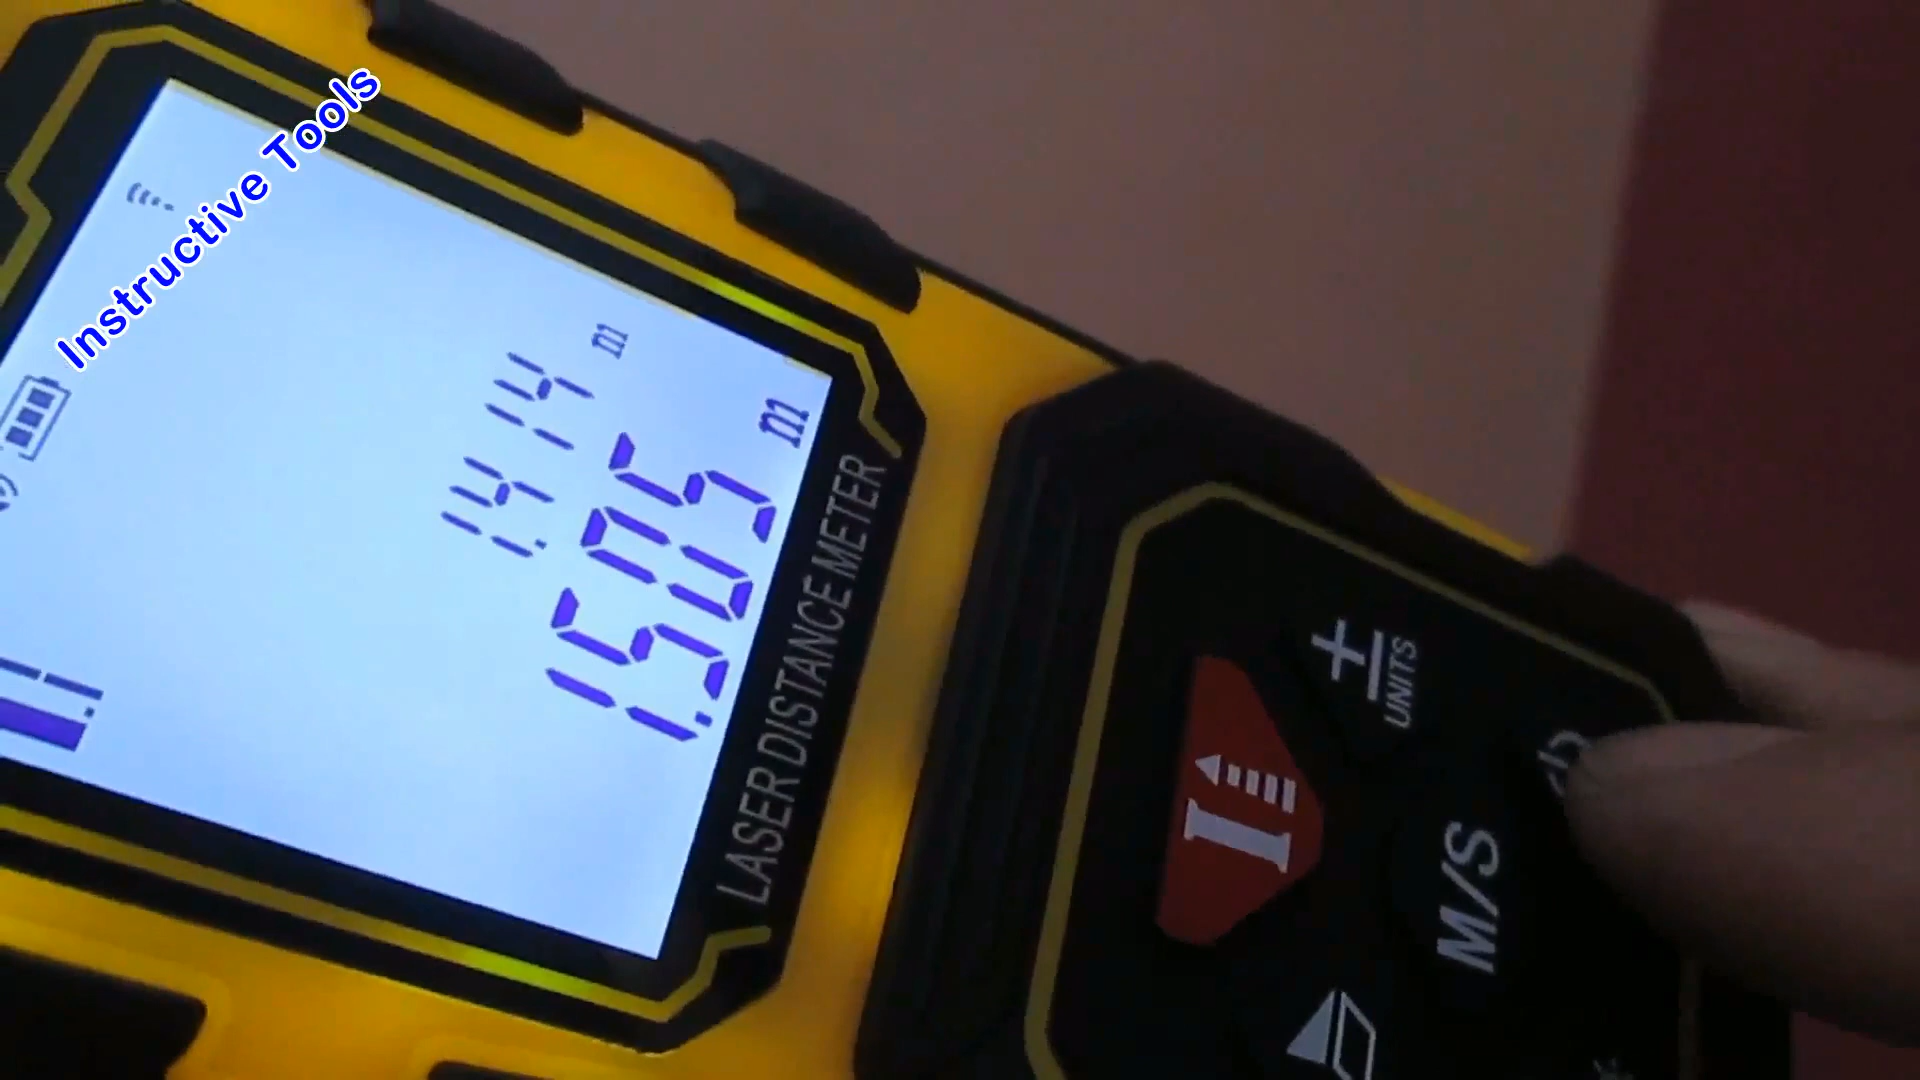 Instructive Tools
1.414 m
1.505 m
LASER DISTANCE METER
+
UNITS
M/S